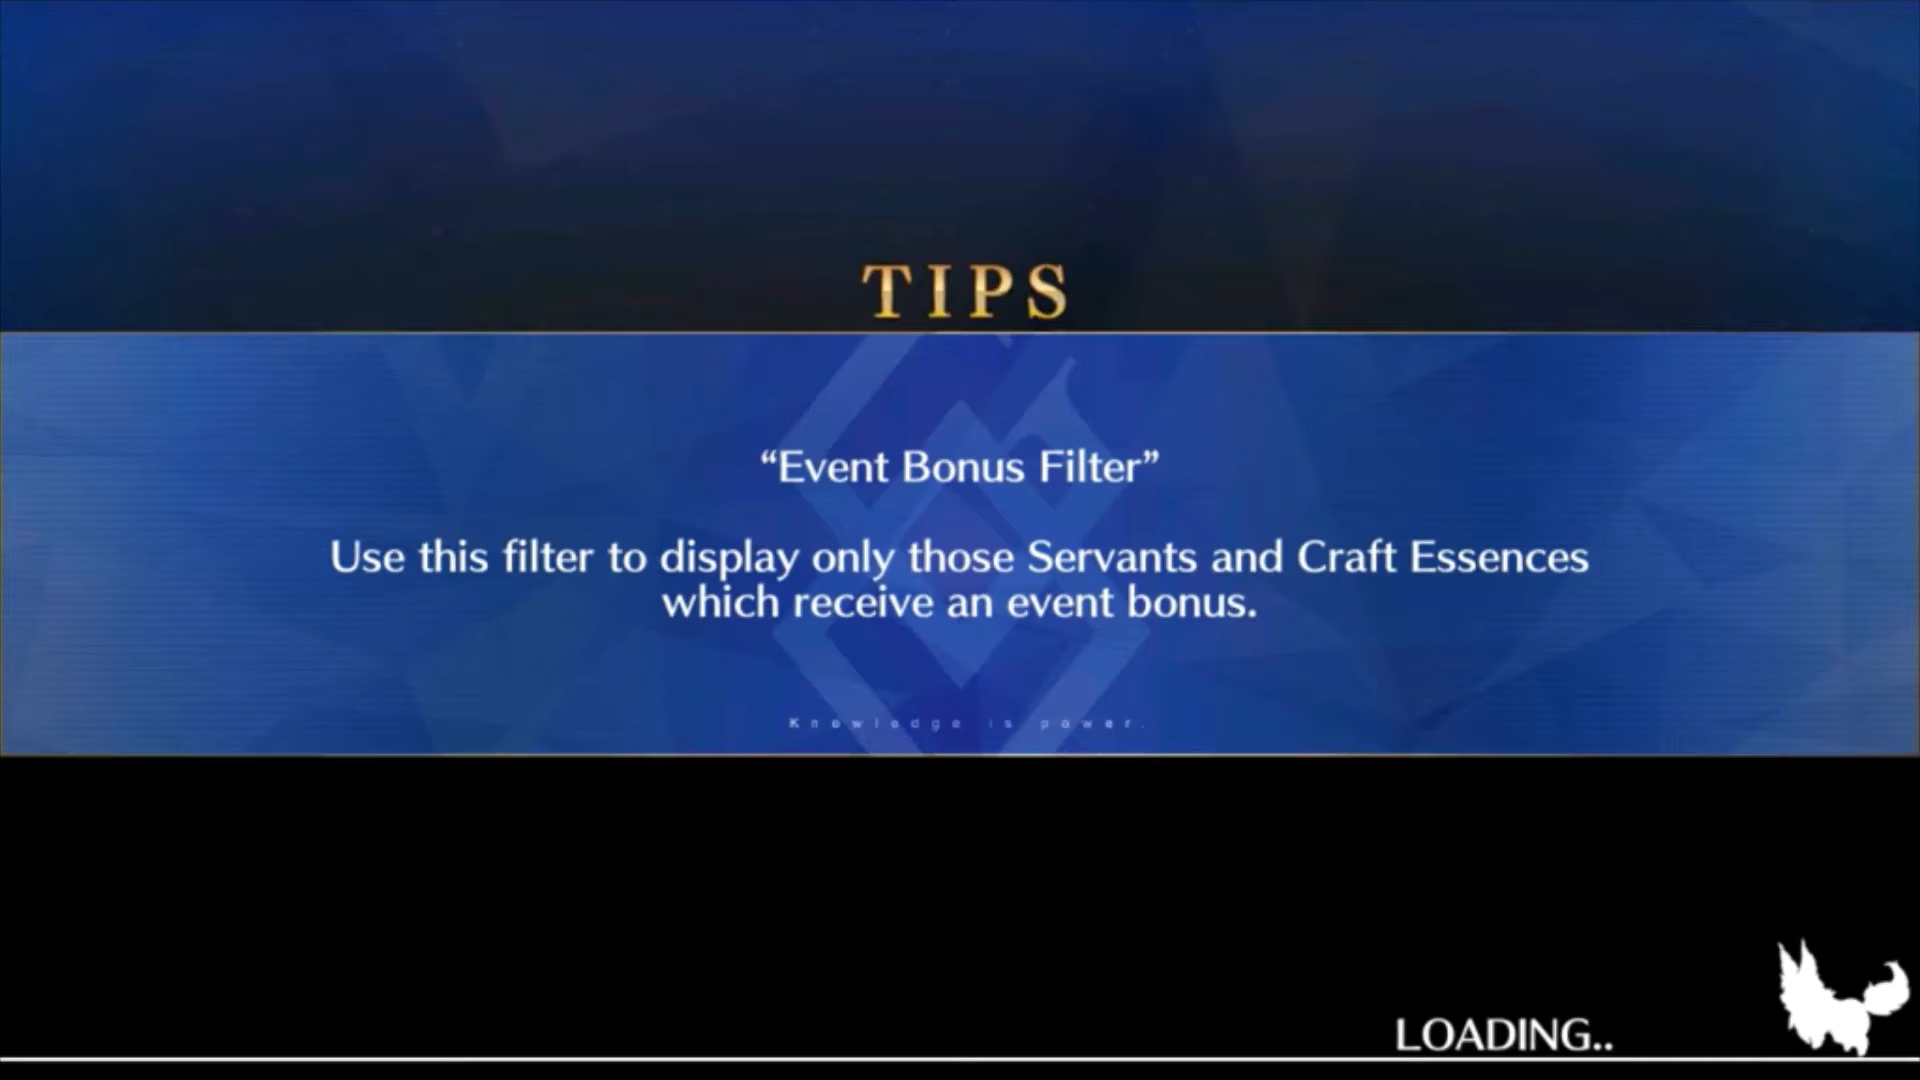 TIPS
“Event Bonus Filter”
Use this filter to display only those Servants and Craft Essences
which receive an event bonus.
Knowledge is power.
LOADING..